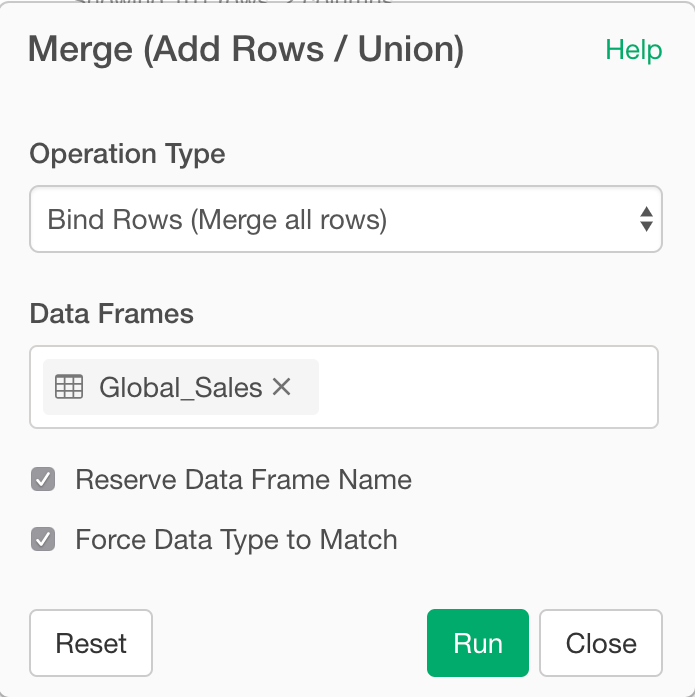 Merge (Add Rows / Union)
Help
Operation Type
Bind Rows (Merge all rows)
Data Frames
Global_Sales
Reserve Data Frame Name
Force Data Type to Match
Reset
Run
Close